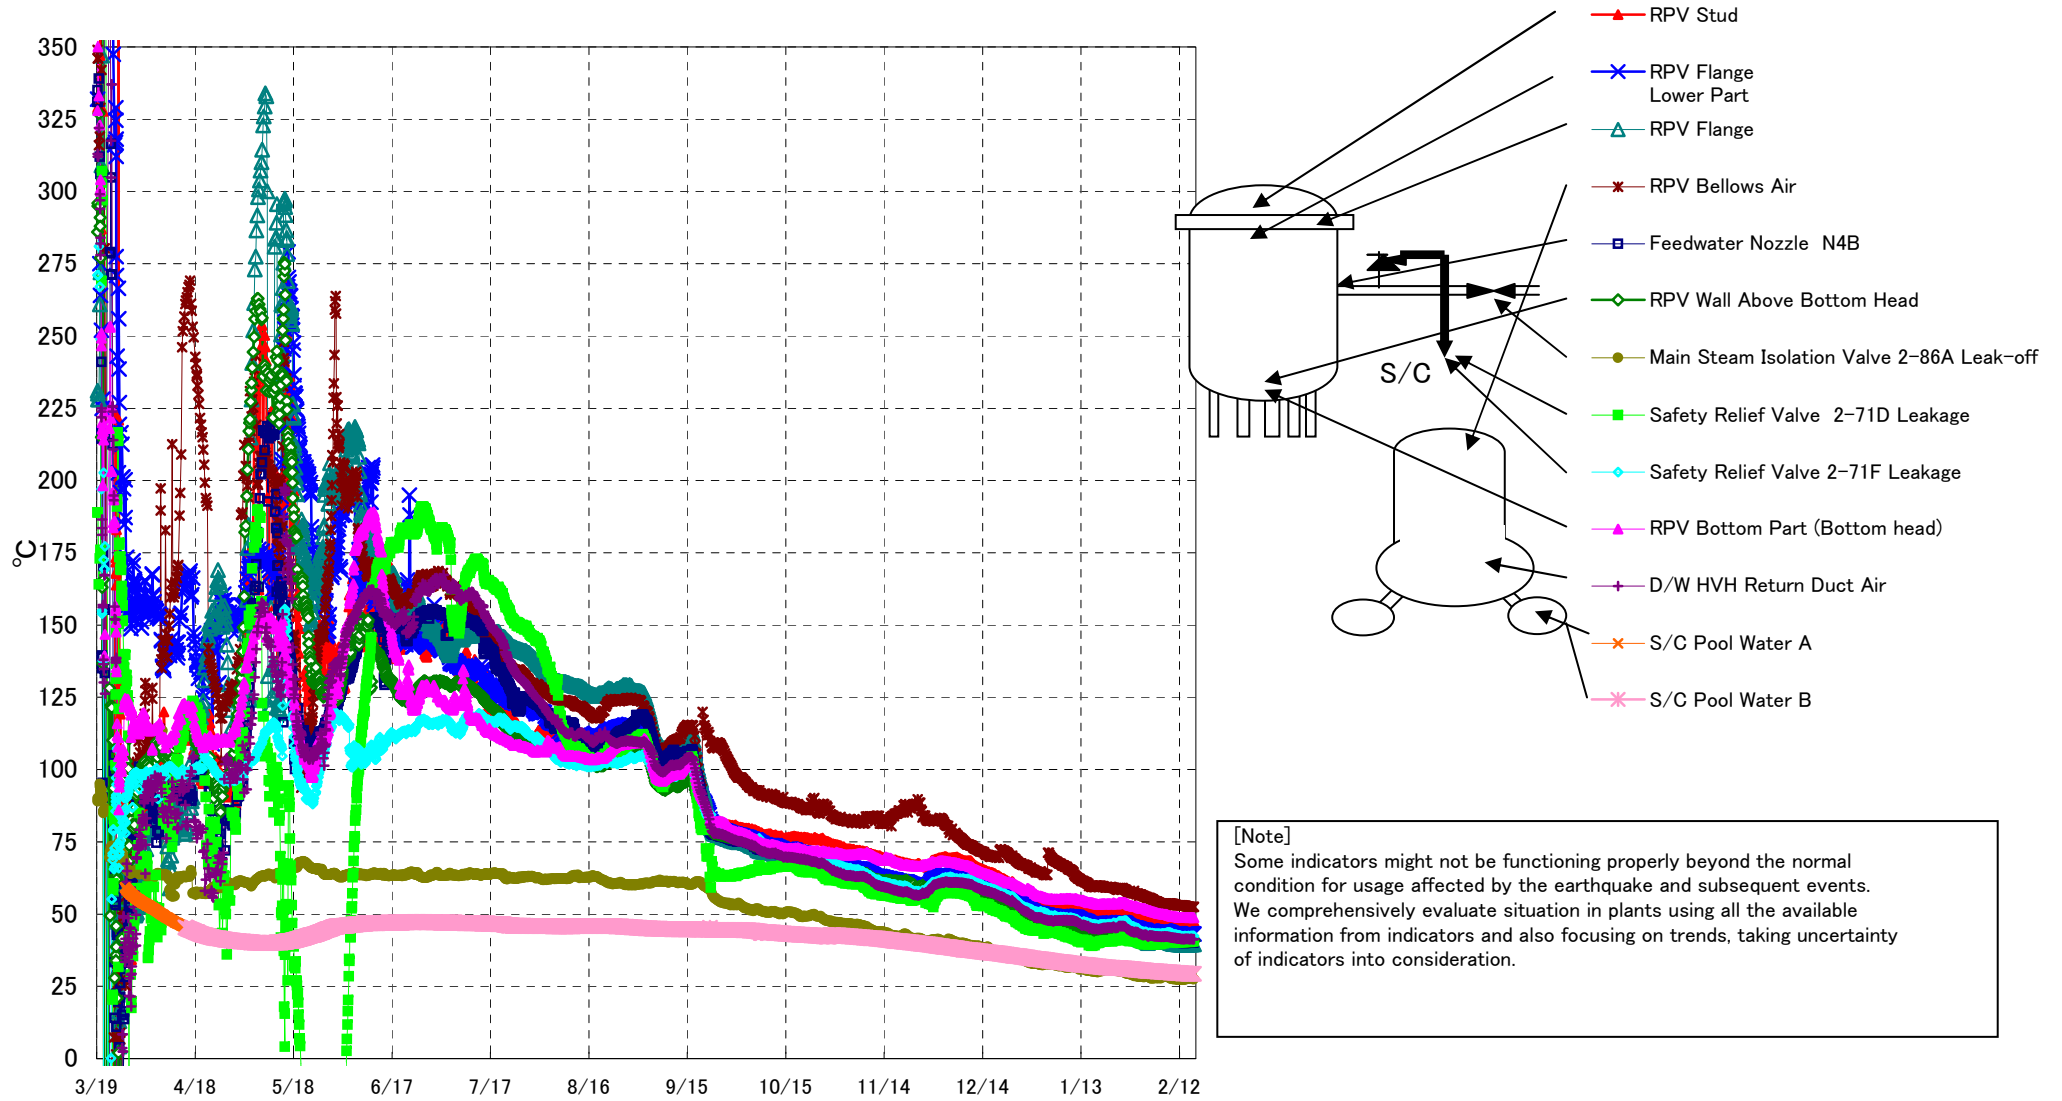 350
325
300
275
250
225
200
175
150
125
100
75
50
25
0
℃
3/19 4/18 5/18 6/17 7/17 8/16 9/15 10/15 11/14 12/14 1/13 2/12
RPV Stud
RPV Flange
Lower Part
RPV Flange
RPV Bellows Air
Feedwater Nozzle N4B
RPV Wall Above Bottom Head
Main Steam Isolation Valve 2-86A Leak-off
Safety Relief Valve 2-71D Leakage
Safety Relief Valve 2-71F Leakage
RPV Bottom Part (Bottom head)
D/W HVH Return Duct Air
S/C Pool Water A
S/C Pool Water B
S/C
[Note]
Some indicators might not be functioning properly beyond the normal
condition for usage affected by the earthquake and subsequent events.
We comprehensively evaluate situation in plants using all the available
information from indicators and also focusing on trends, taking uncertainty
of indicators into consideration.